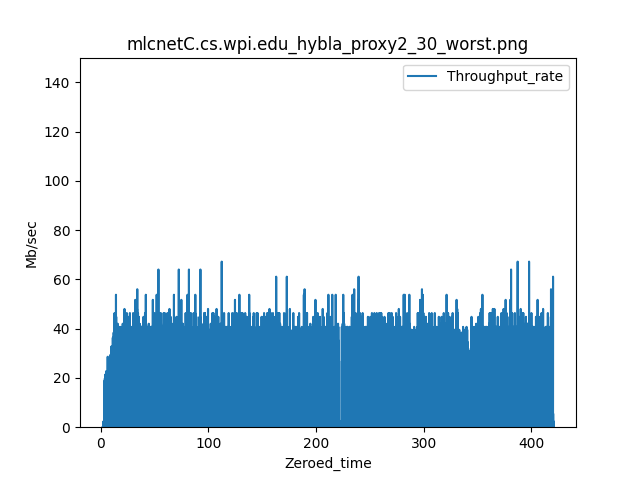 mlcnetC.cs.wpi.edu_hybla_proxy2_30_worst.png
Throughput_rate
140
120
100
80
60
40
20
0
Mb/sec
0 100 200 300 400
Zeroed_time